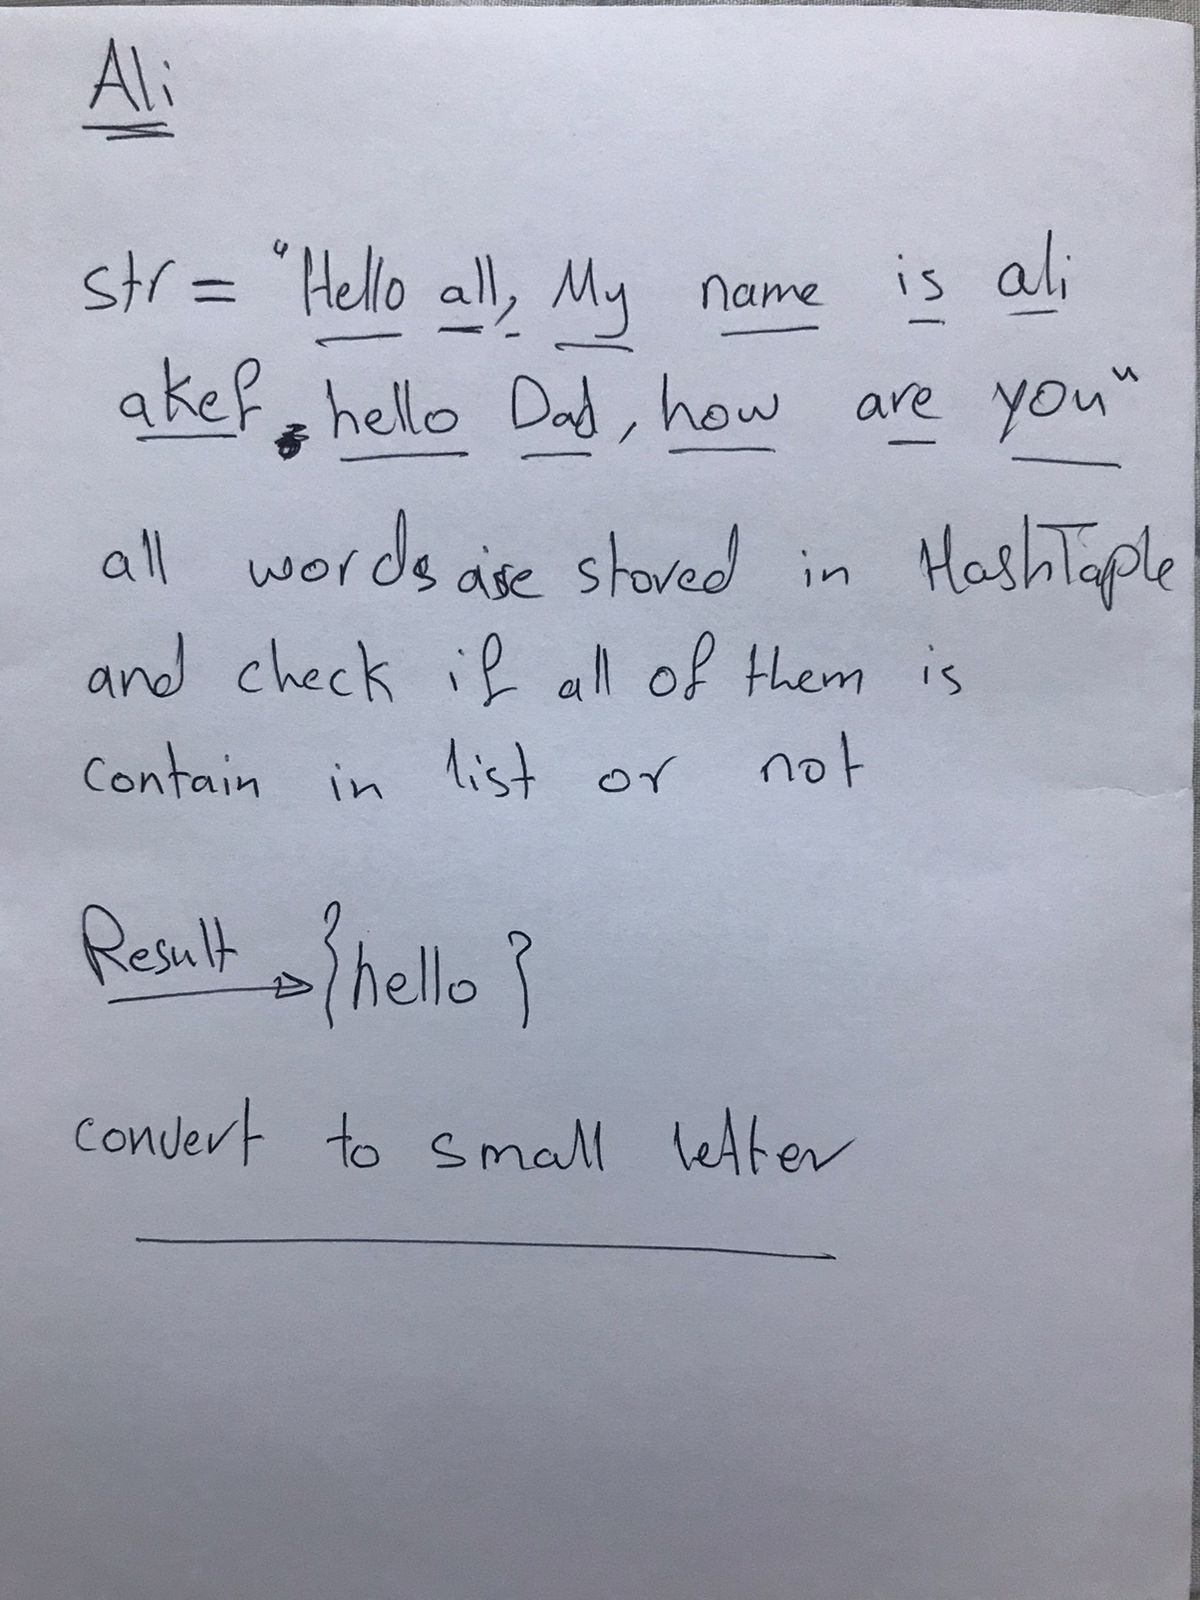 Ali
str = "Hello all, My name is ali
akef. hello Dad, how are you"
all words are stored in HashTaple
and check if all of them is
contain in list or not
Result → {hello}
convert to small letter